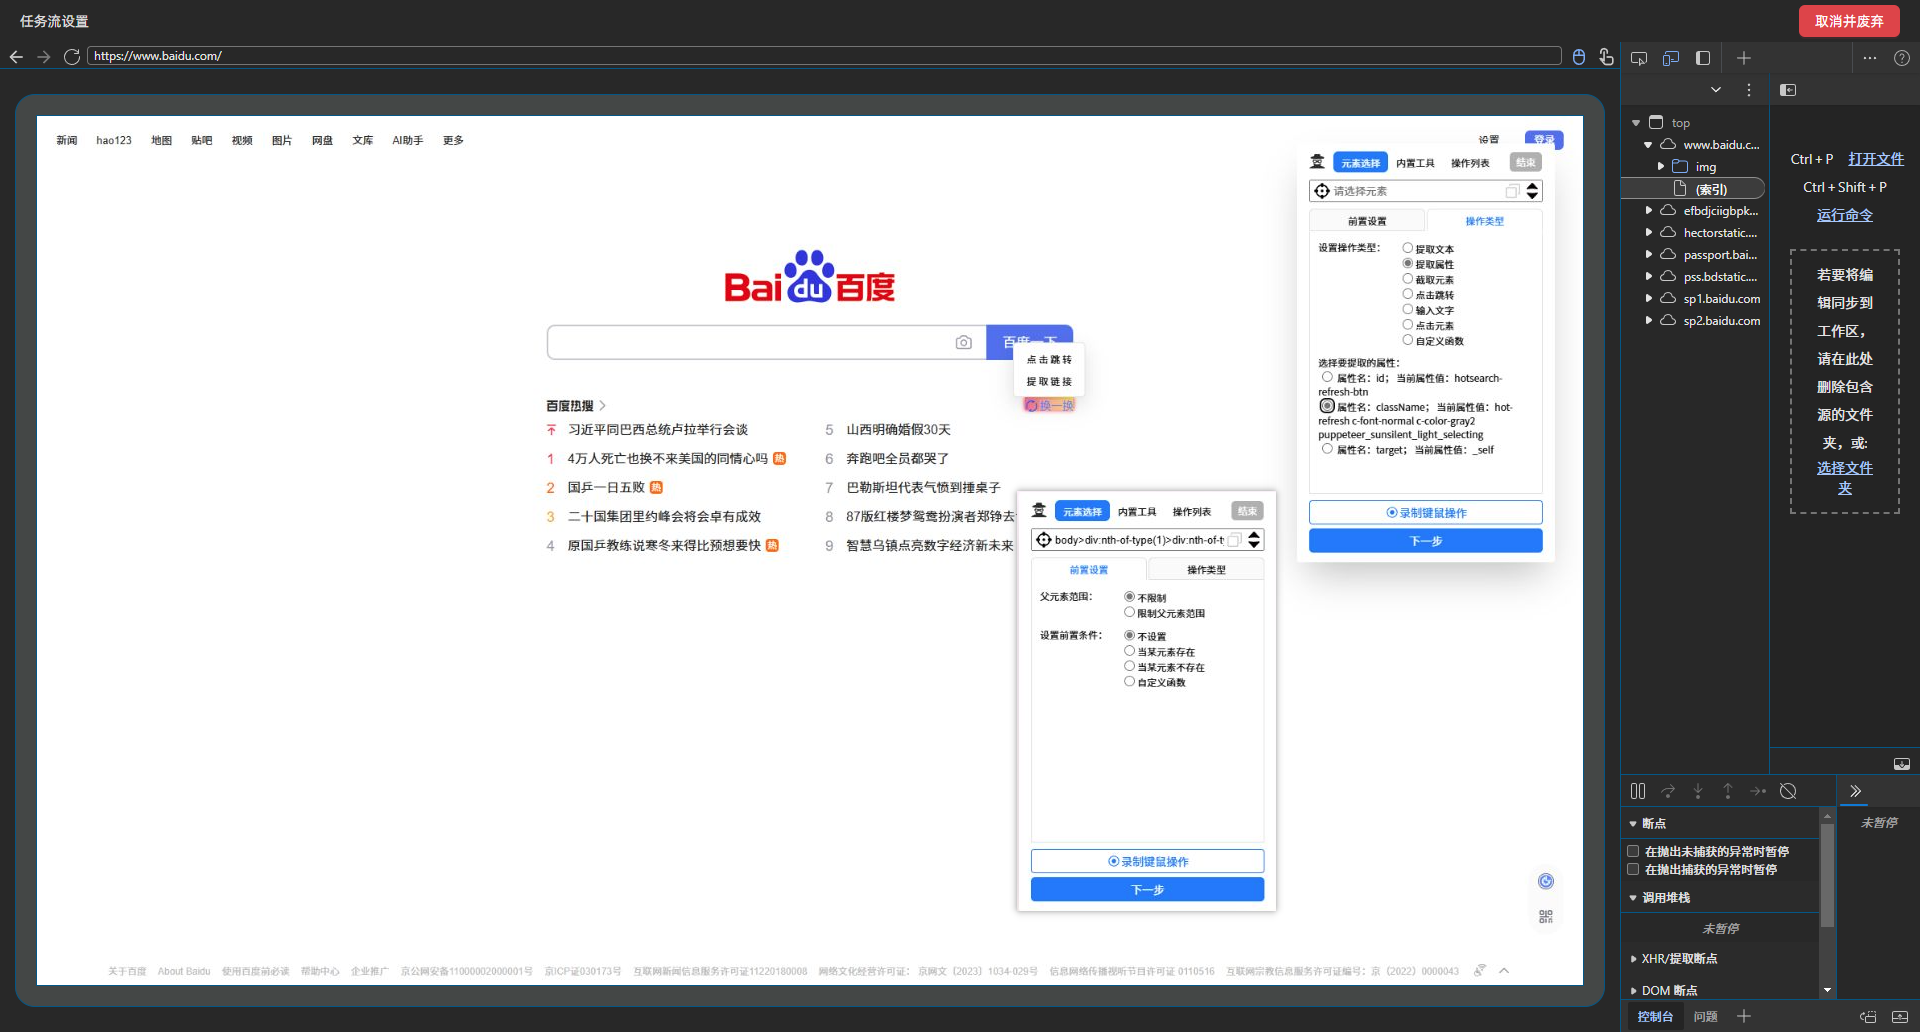 任务流设置
取消并废弃
https://www.baidu.com/
新闻 hao123 地图 贴吧 视频 图片 网盘 文库 AI助手 更多
设置 登录
Bai du 百度
百度一下
点击跳转
提取链接
百度热搜
换一换
习近平同巴西总统卢拉举行会谈
1 4万人死亡也换不来美国的同情心吗 热
2 国乒一日五败 热
3 二十国集团里约峰会将会卓有成效
4 原国乒教练说寒冬来得比预想要快 热
5 山西明确婚假30天
6 奔跑吧全员都哭了
7 巴勒斯坦代表气愤到捶桌子
8 87版红楼梦鸳鸯扮演者郑铮去
9 智慧乌镇点亮数字经济新未来
元素选择 内置工具 操作列表 结束
请选择元素
前置设置 操作类型
设置操作类型：
提取文本
提取属性
截取元素
点击跳转
输入文字
点击元素
自定义函数
选择要提取的属性：
属性名：id； 当前属性值：hotsearch-
refresh-btn
属性名：className； 当前属性值：hot-
refresh c-font-normal c-color-gray2
puppeteer_sunsilent_light_selecting
属性名：target； 当前属性值：_self
录制键鼠操作
下一步
元素选择 内置工具 操作列表 结束
body>div:nth-of-type(1)>div:nth-of-t
前置设置 操作类型
父元素范围： 不限制
限制父元素范围
设置前置条件： 不设置
当某元素存在
当某元素不存在
自定义函数
录制键鼠操作
下一步
关于百度 About Baidu 使用百度前必读 帮助中心 企业推广 京公网安备11000002000001号 京ICP证030173号 互联网新闻信息服务许可证11220180008 网络文化经营许可证： 京网文〔2023〕1034-029号 信息网络传播视听节目许可证 0110516 互联网宗教信息服务许可证编号：京（2022）0000043
top
www.baidu.c...
img
(索引)
efbdjciigbpk...
hectorstatic....
passport.bai...
pss.bdstatic....
sp1.baidu.com
sp2.baidu.com
Ctrl + P 打开文件
Ctrl + Shift + P
运行命令
若要将编
辑同步到
工作区，
请在此处
删除包含
源的文件
夹，或:
选择文件
夹
断点
在抛出未捕获的异常时暂停
在抛出捕获的异常时暂停
调用堆栈
未暂停
XHR/提取断点
DOM 断点
未暂停
控制台 问题